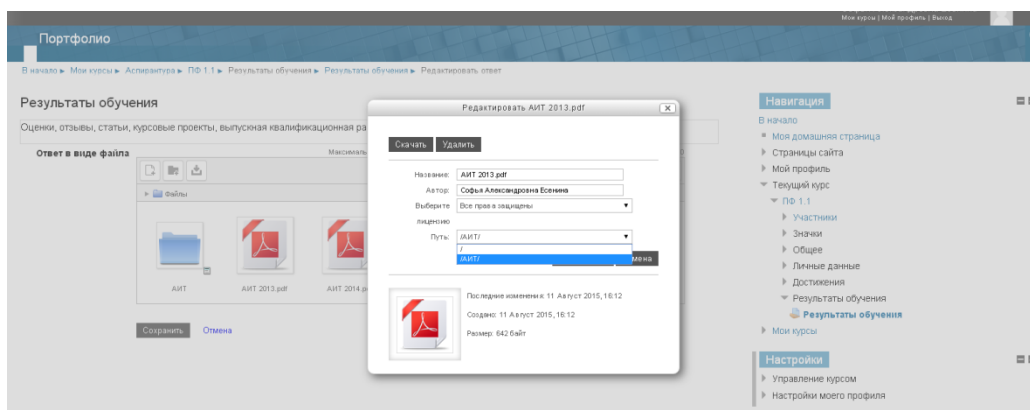 Мои курсы | Мой профиль | Выход
Портфолио
В начало ► Мои курсы ► Аспирантура ► ПФ 1.1 ► Результаты обучения ► Результаты обучения ► Редактировать ответ
Результаты обучения
Оценки, отзывы, статьи, курсовые проекты, выпускная квалификационная ра
Ответ в виде файла
Файлы
АИТ
АИТ 2013.pdf
АИТ 2014.p
Сохранить Отмена
Редактировать АИТ 2013.pdf
Скачать Удалить
Название: АИТ 2013.pdf
Автор: Софья Александровна Есенина
Выберите лицензию Все права защищены
Путь: /АИТ/
/
/АИТ/
мена
Последние изменения: 11 Август 2015, 16:12
Создано: 11 Август 2015, 16:12
Размер: 642 байт
Навигация
В начало
Моя домашняя страница
Страницы сайта
Мой профиль
Текущий курс
ПФ 1.1
Участники
Значки
Общее
Личные данные
Достижения
Результаты обучения
Результаты обучения
Мои курсы
Настройки
Управление курсом
Настройки моего профиля